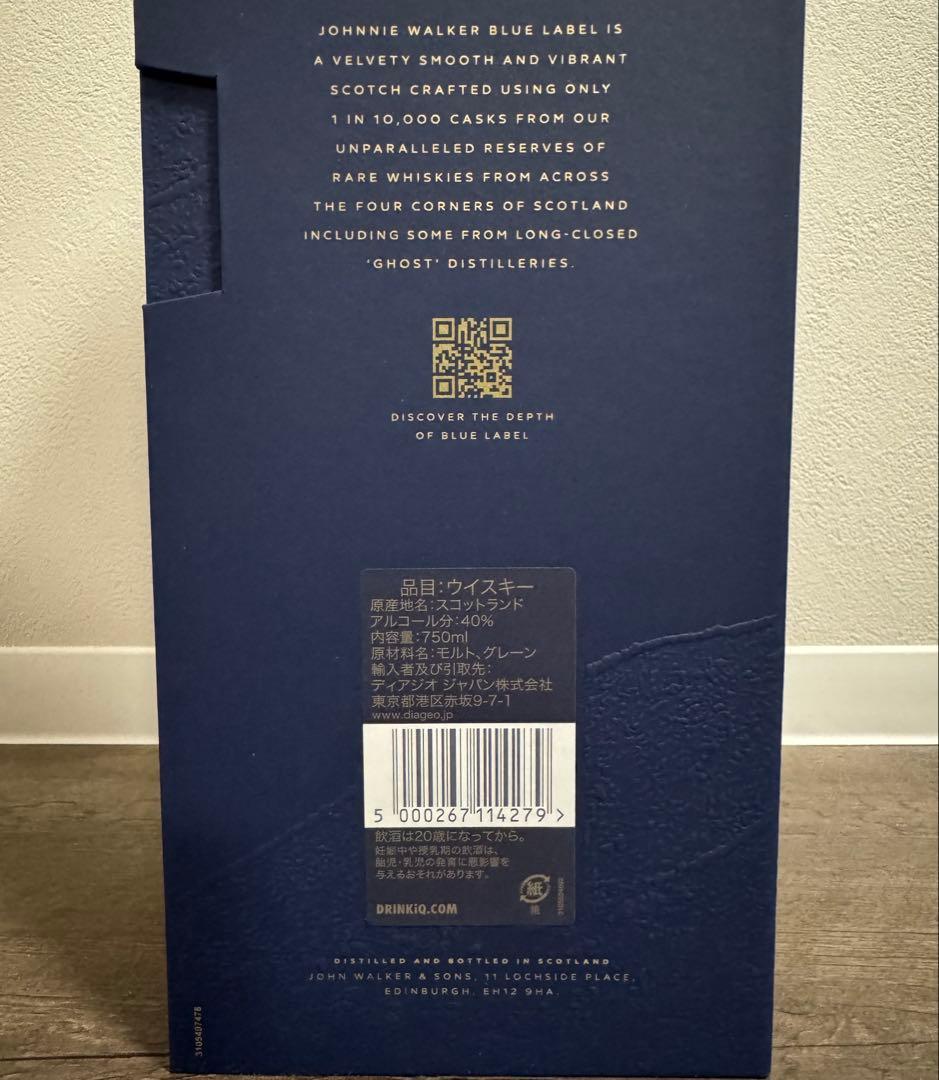 JOHNNIE WALKER BLUE LABEL IS
A VELVETY SMOOTH AND VIBRANT
SCOTCH CRAFTED USING ONLY
1 IN 10,000 CASKS FROM OUR
UNPARALLELED RESERVES OF
RARE WHISKIES FROM ACROSS
THE FOUR CORNERS OF SCOTLAND
INCLUDING SOME FROM LONG-CLOSED
'GHOST' DISTILLERIES.
DISCOVER THE DEPTH
OF BLUE LABEL
品目:ウイスキー
原産地名:スコットランド
アルコール分:40%
内容量:750ml
原材料名:モルト、グレーン
輸入者及び引取先:
ディアジオ ジャパン株式会社
東京都港区赤坂9-7-1
www.diageo.jp
5 000267 114279 >
飲酒は20歳になってから。
妊娠中や授乳期の飲酒は、
胎児・乳児の発育に悪影響を
与えるおそれがあります。
紙
DRINKiQ.COM
DISTILLED AND BOTTLED IN SCOTLAND
JOHN WALKER & SONS, 11 LOCHSIDE PLACE,
EDINBURGH, EH12 9HA.
3105497478